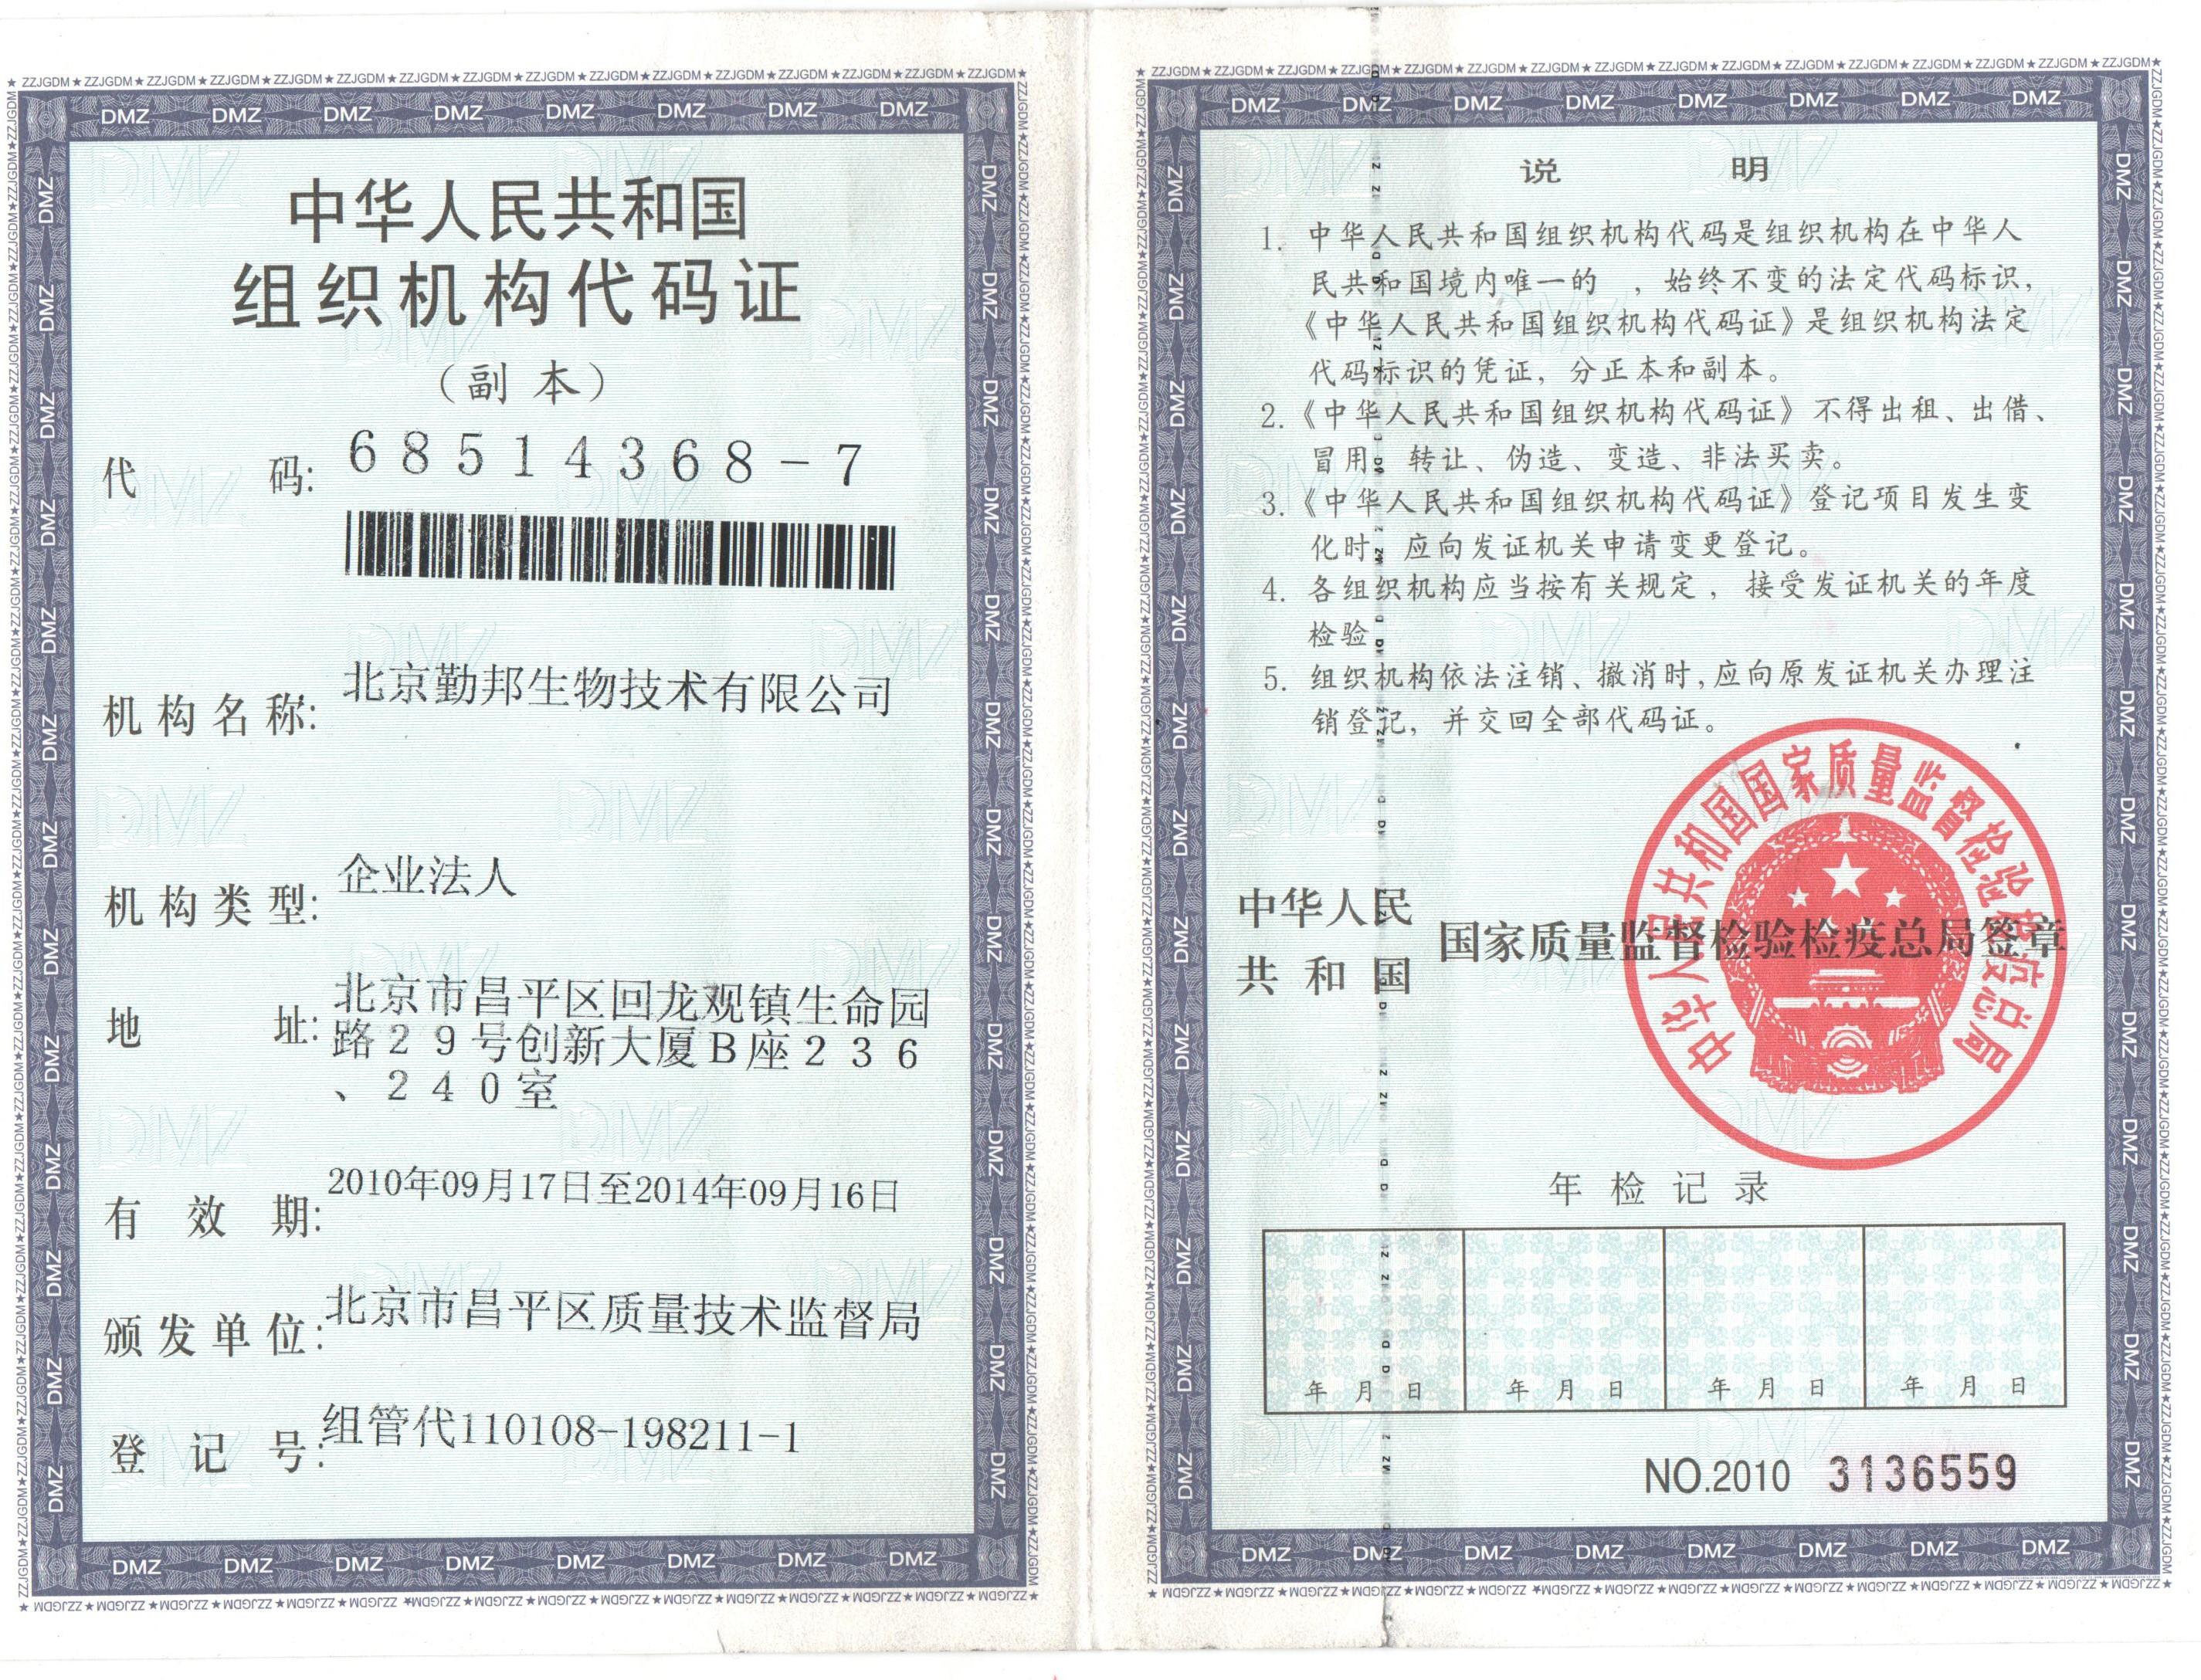 中华人民共和国
组织机构代码证
（副本）
代 码: 68514368-7
机构名称: 北京勤邦生物技术有限公司
机构类型: 企业法人
地 址: 北京市昌平区回龙观镇生命园
路29号创新大厦B座236
、240室
有效期: 2010年09月17日至2014年09月16日
颁发单位: 北京市昌平区质量技术监督局
登记号: 组管代110108-198211-1
说 明
1. 中华人民共和国组织机构代码是组织机构在中华人
民共和国境内唯一的 ，始终不变的法定代码标识，
《中华人民共和国组织机构代码证》是组织机构法定
代码标识的凭证，分正本和副本。
2.《中华人民共和国组织机构代码证》不得出租、出借、
冒用、转让、伪造、变造、非法买卖。
3.《中华人民共和国组织机构代码证》登记项目发生变
化时，应向发证机关申请变更登记。
4. 各组织机构应当按有关规定，接受发证机关的年度
检验。
5. 组织机构依法注销、撤消时,应向原发证机关办理注
销登记，并交回全部代码证。
中华人民
共和国
国家质量监督检验检疫总局签章
中华人民共和国国家质量监督检验检疫总局
年检记录
年 月 日 年 月 日 年 月 日 年 月 日
NO.2010 3136559